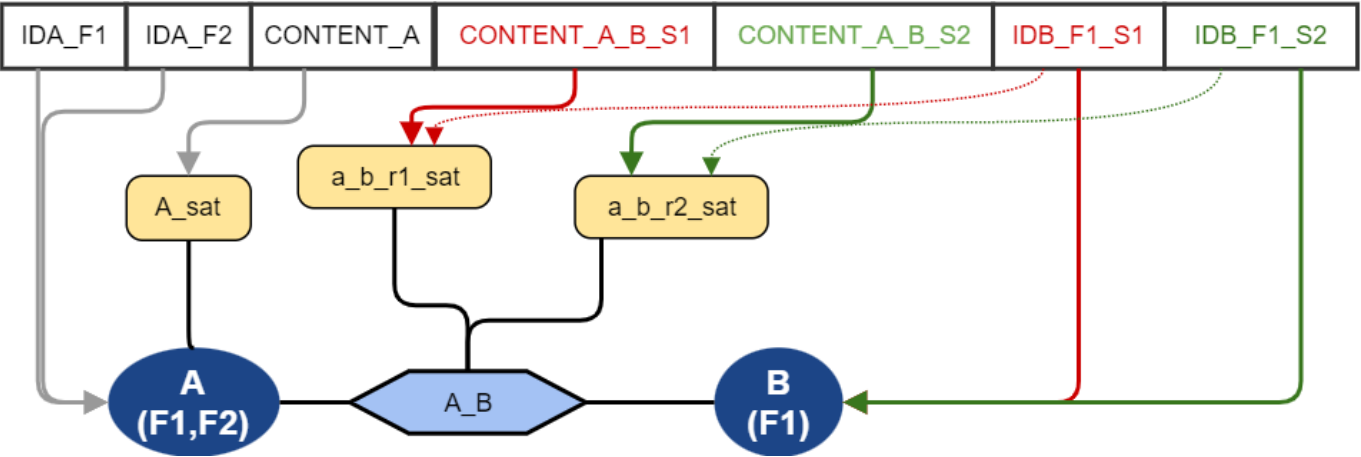 IDA_F1
IDA_F2
CONTENT_A
CONTENT_A_B_S1
CONTENT_A_B_S2
IDB_F1_S1
IDB_F1_S2
a_b_r1_sat
A_sat
a_b_r2_sat
A
(F1,F2)
A_B
B
(F1)